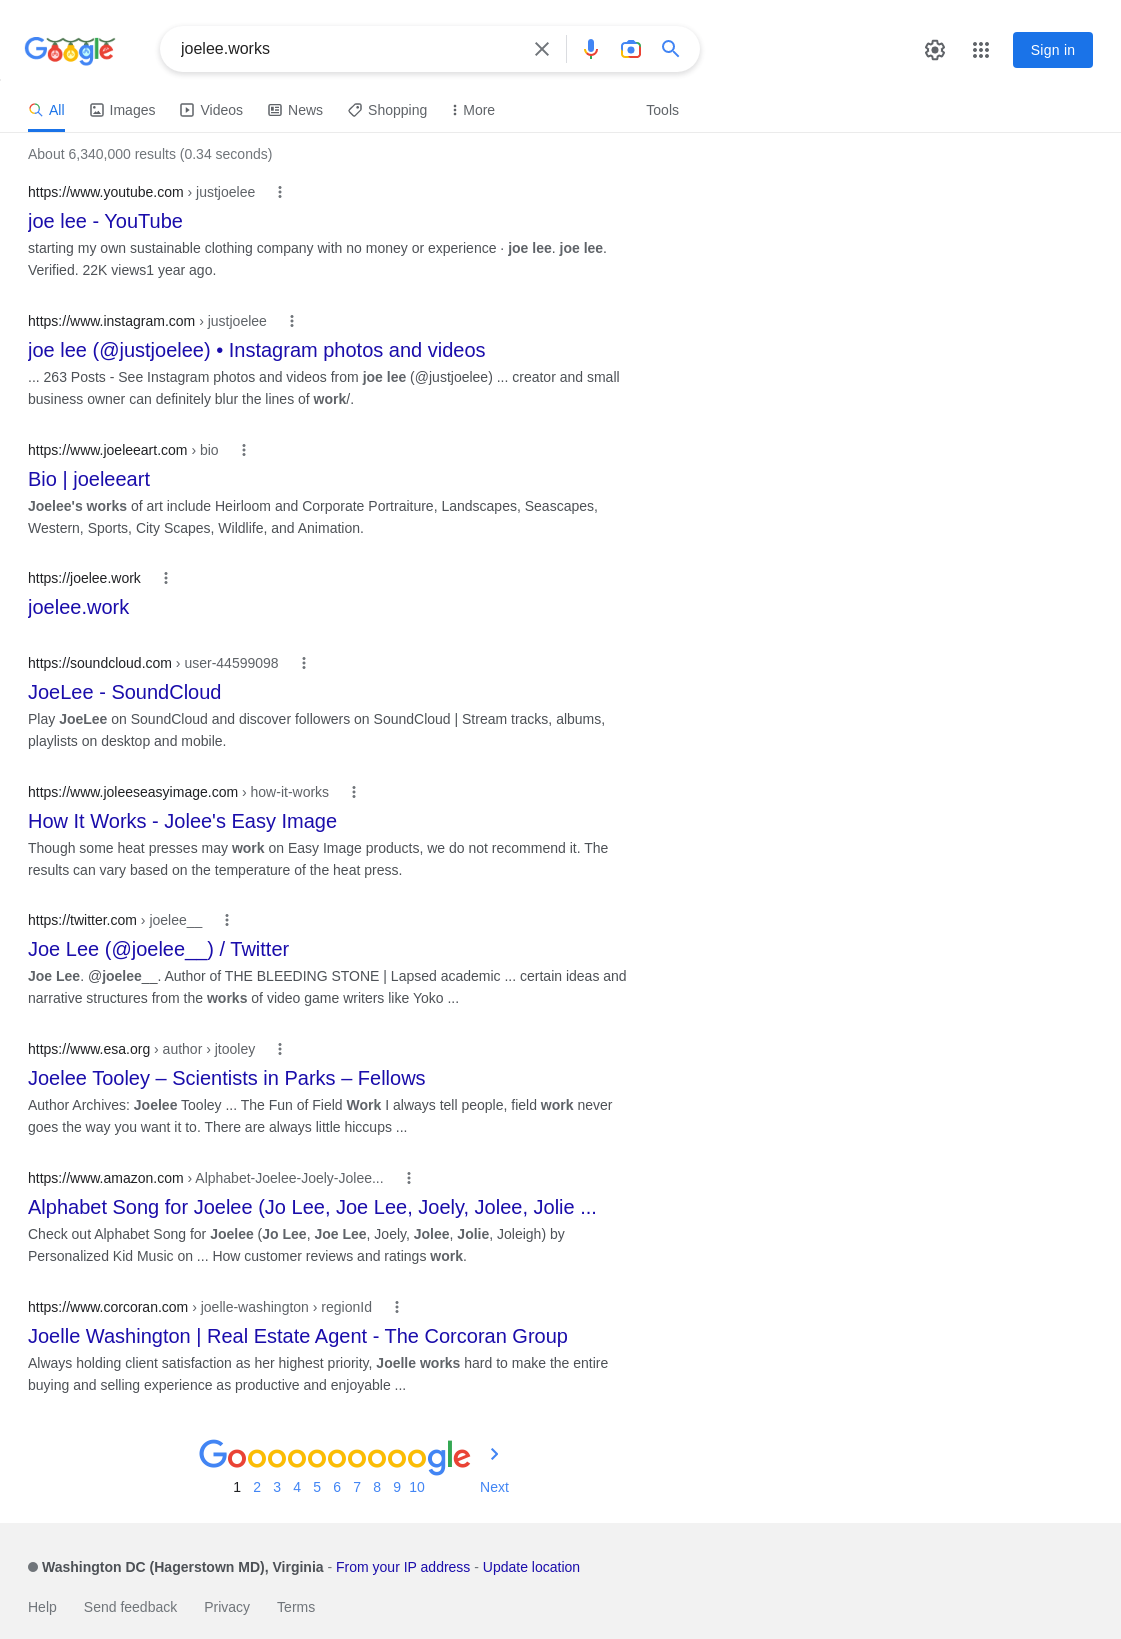 Google
joelee.works
Sign in
All Images Videos News Shopping More Tools
About 6,340,000 results (0.34 seconds)
https://www.youtube.com › justjoelee
joe lee - YouTube
starting my own sustainable clothing company with no money or experience · joe lee. joe lee.
Verified. 22K views1 year ago.
https://www.instagram.com › justjoelee
joe lee (@justjoelee) • Instagram photos and videos
... 263 Posts - See Instagram photos and videos from joe lee (@justjoelee) ... creator and small
business owner can definitely blur the lines of work/.
https://www.joeleeart.com › bio
Bio | joeleeart
Joelee's works of art include Heirloom and Corporate Portraiture, Landscapes, Seascapes,
Western, Sports, City Scapes, Wildlife, and Animation.
https://joelee.work
joelee.work
https://soundcloud.com › user-44599098
JoeLee - SoundCloud
Play JoeLee on SoundCloud and discover followers on SoundCloud | Stream tracks, albums,
playlists on desktop and mobile.
https://www.joleeseasyimage.com › how-it-works
How It Works - Jolee's Easy Image
Though some heat presses may work on Easy Image products, we do not recommend it. The
results can vary based on the temperature of the heat press.
https://twitter.com › joelee__
Joe Lee (@joelee__) / Twitter
Joe Lee. @joelee__. Author of THE BLEEDING STONE | Lapsed academic ... certain ideas and
narrative structures from the works of video game writers like Yoko ...
https://www.esa.org › author › jtooley
Joelee Tooley – Scientists in Parks – Fellows
Author Archives: Joelee Tooley ... The Fun of Field Work I always tell people, field work never
goes the way you want it to. There are always little hiccups ...
https://www.amazon.com › Alphabet-Joelee-Joely-Jolee...
Alphabet Song for Joelee (Jo Lee, Joe Lee, Joely, Jolee, Jolie ...
Check out Alphabet Song for Joelee (Jo Lee, Joe Lee, Joely, Jolee, Jolie, Joleigh) by
Personalized Kid Music on ... How customer reviews and ratings work.
https://www.corcoran.com › joelle-washington › regionId
Joelle Washington | Real Estate Agent - The Corcoran Group
Always holding client satisfaction as her highest priority, Joelle works hard to make the entire
buying and selling experience as productive and enjoyable ...
Goooooooooogle
1 2 3 4 5 6 7 8 9 10 Next
Washington DC (Hagerstown MD), Virginia - From your IP address - Update location
Help Send feedback Privacy Terms